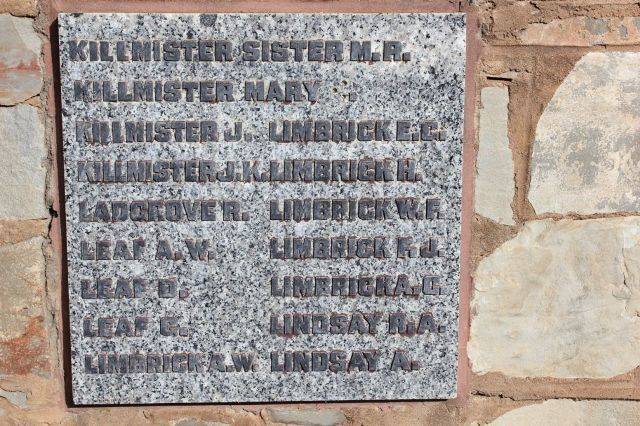 KILLMISTER SISTER M.R.
KILLMISTER MARY
KILLMISTER J. LIMBRICK E.C.
KILLMISTER J.K. LIMBRICK H.
LADGROVE R. LIMBRICK W.F.
LEAF A.W. LIMBRICK F.J.
LEAF D. LIMBRICK A.C.
LEAF C. LINDSAY R.A.
LIMBRICK A.W. LINDSAY A.